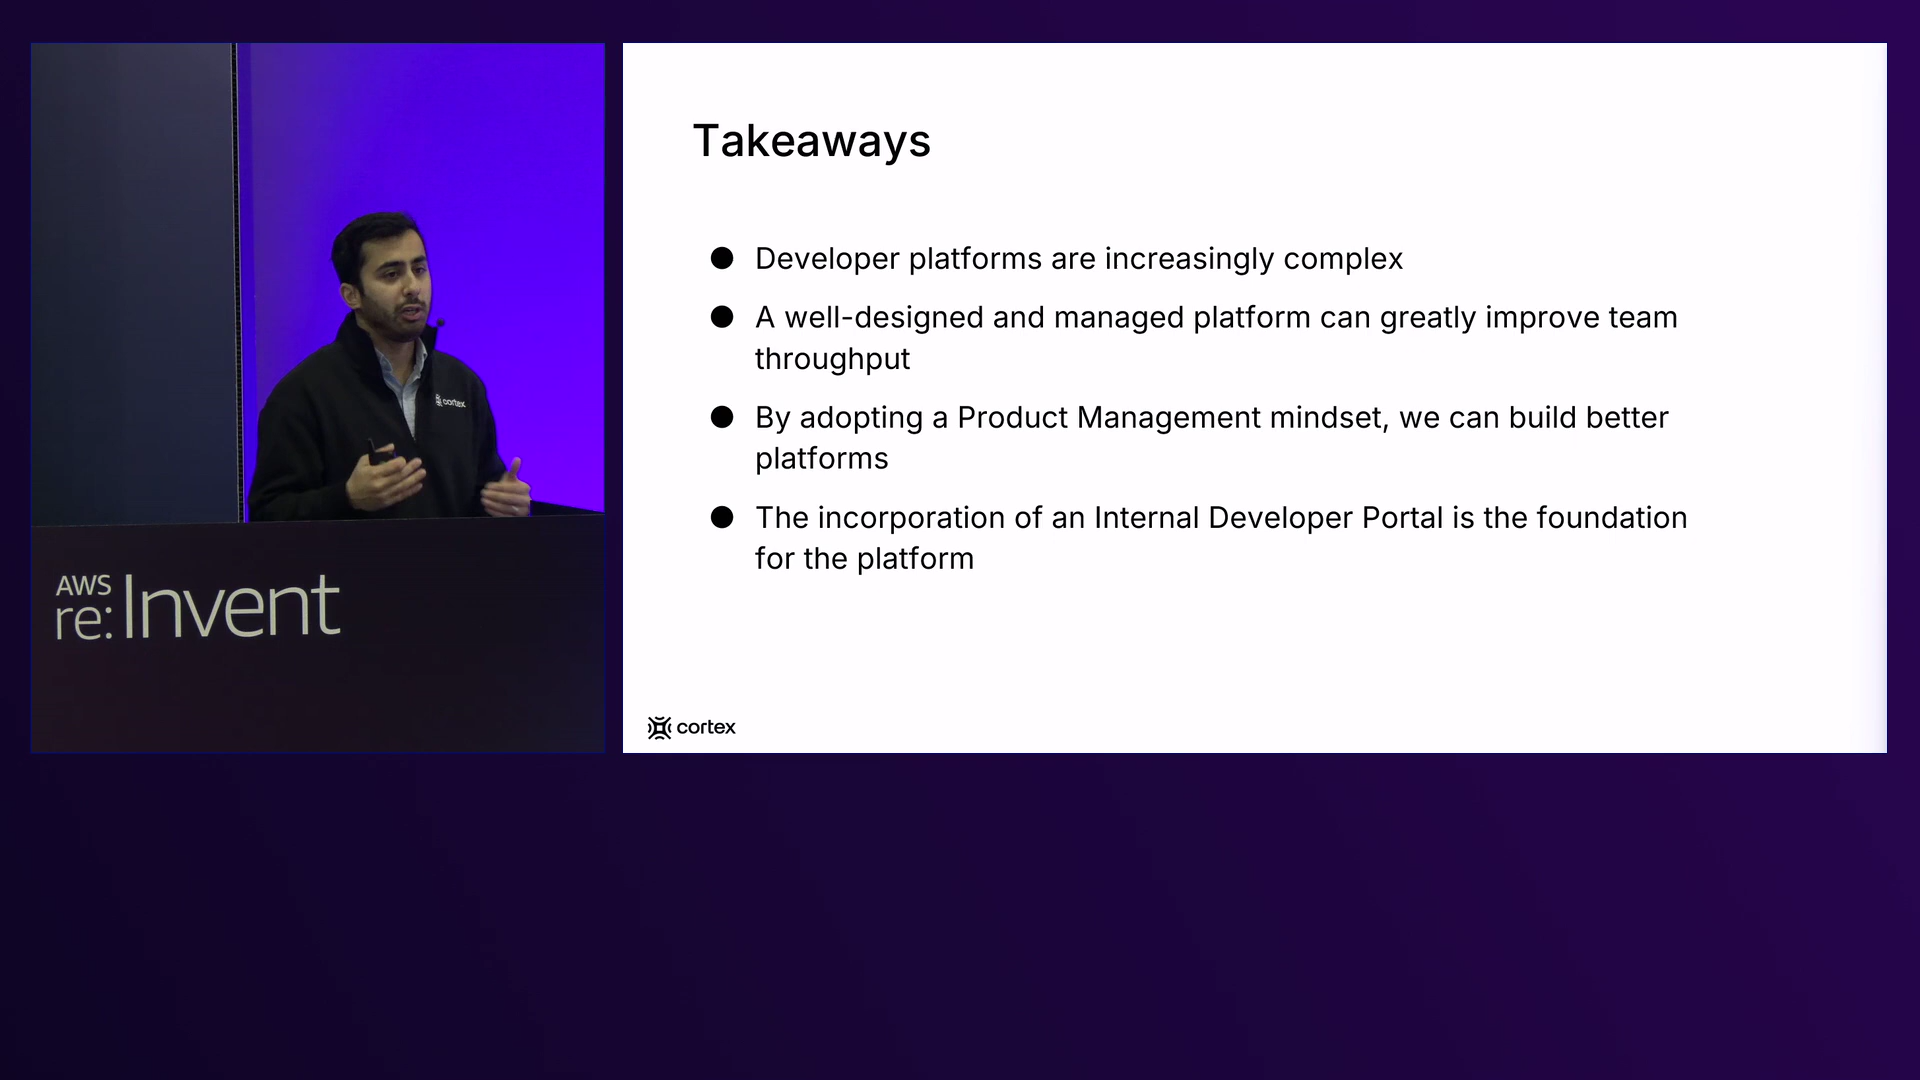 cortex
AWS
re:Invent
Takeaways
● Developer platforms are increasingly complex
● A well-designed and managed platform can greatly improve team
throughput
● By adopting a Product Management mindset, we can build better
platforms
● The incorporation of an Internal Developer Portal is the foundation
for the platform
cortex